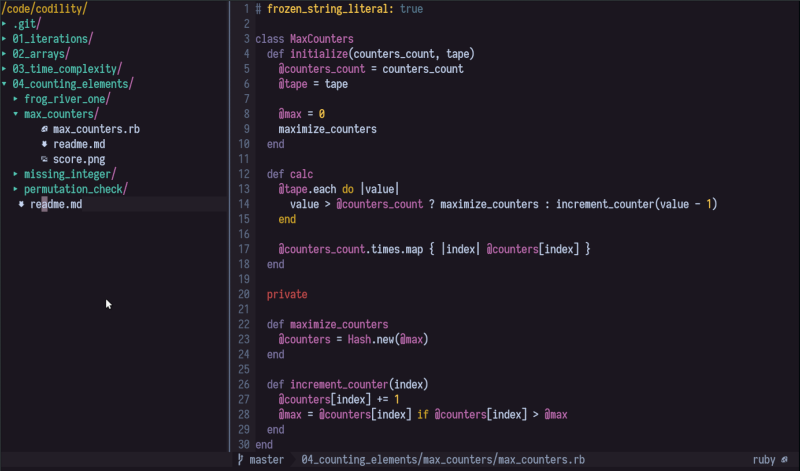 /code/codility/
.git/
01_iterations/
02_arrays/
03_time_complexity/
04_counting_elements/
frog_river_one/
max_counters/
max_counters.rb
readme.md
score.png
missing_integer/
permutation_check/
readme.md
1 # frozen_string_literal: true
2
3 class MaxCounters
4   def initialize(counters_count, tape)
5     @counters_count = counters_count
6     @tape = tape
7
8     @max = 0
9     maximize_counters
10   end
11
12   def calc
13     @tape.each do |value|
14       value > @counters_count ? maximize_counters : increment_counter(value - 1)
15     end
16
17     @counters_count.times.map { |index| @counters[index] }
18   end
19
20   private
21
22   def maximize_counters
23     @counters = Hash.new(@max)
24   end
25
26   def increment_counter(index)
27     @counters[index] += 1
28     @max = @counters[index] if @counters[index] > @max
29   end
30 end
master 04_counting_elements/max_counters/max_counters.rb ruby